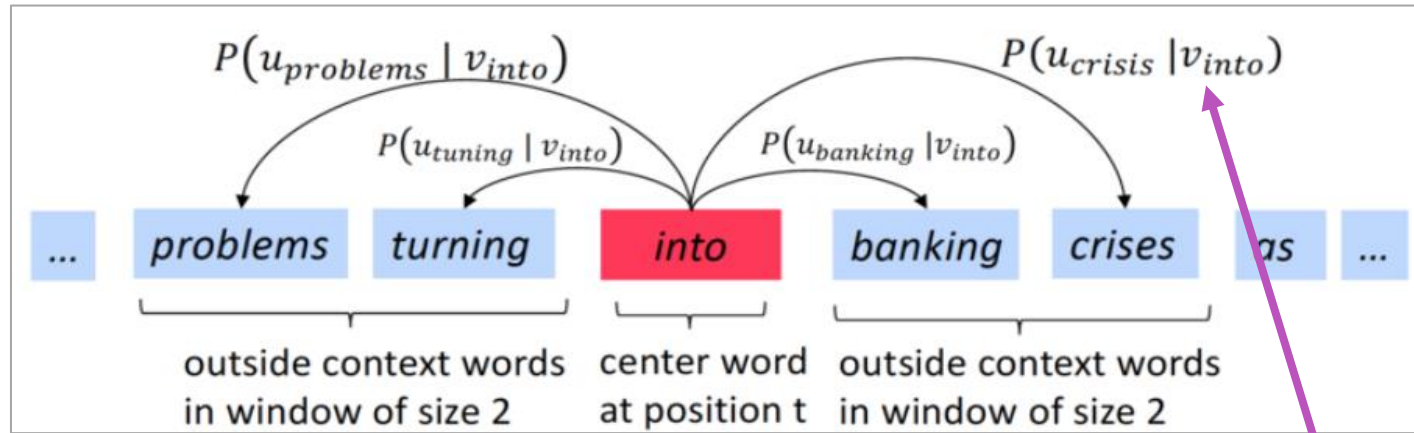 P(u_problems | v_into)
P(u_crisis |v_into)
P(u_tuning | v_into)
P(u_banking |v_into)
... problems turning into banking crises as ...
outside context words center word outside context words
in window of size 2 at position t in window of size 2